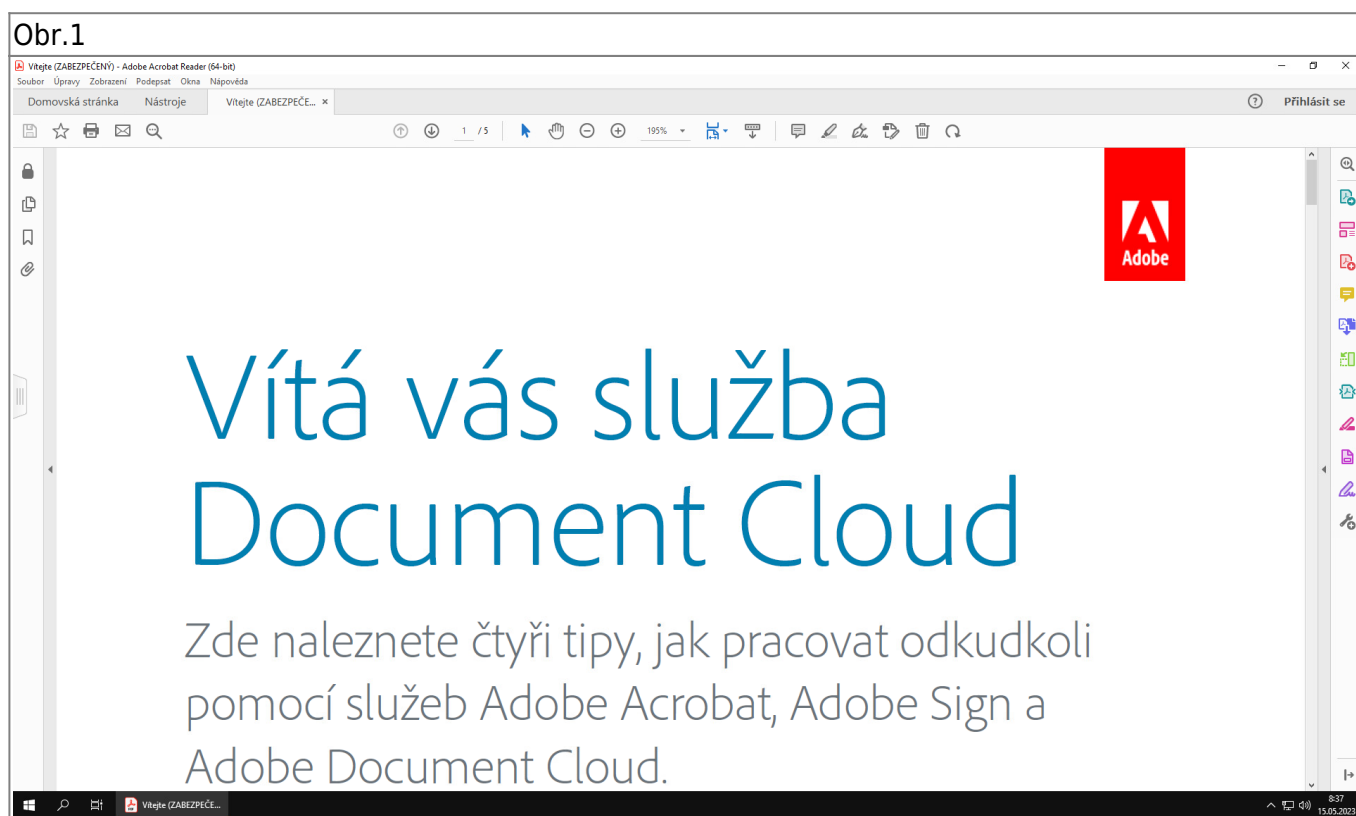 Obr.1
Vítejte (ZABEZPEČENÝ) - Adobe Acrobat Reader (64-bit)
Soubor Úpravy Zobrazení Podepsat Okna Nápověda
Domovská stránka Nástroje Vítejte (ZABEZPEČE... × Přihlásit se
1 / 5 195%
Adobe
Vítá vás služba
Document Cloud
Zde naleznete čtyři tipy, jak pracovat odkudkoli
pomocí služeb Adobe Acrobat, Adobe Sign a
Adobe Document Cloud.
Vítejte (ZABEZPEČE...
8:37
15.05.2023